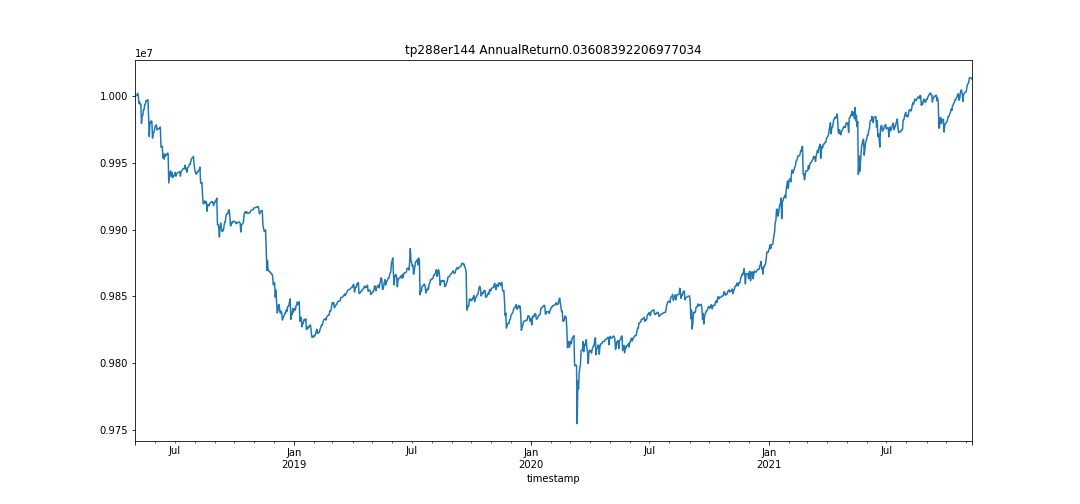 tp288er144 AnnualReturn0.03608392206977034
1e7
1.000
0.995
0.990
0.985
0.980
0.975
Jul Jan Jul Jan Jul Jan Jul
2019 2020 2021
timestamp